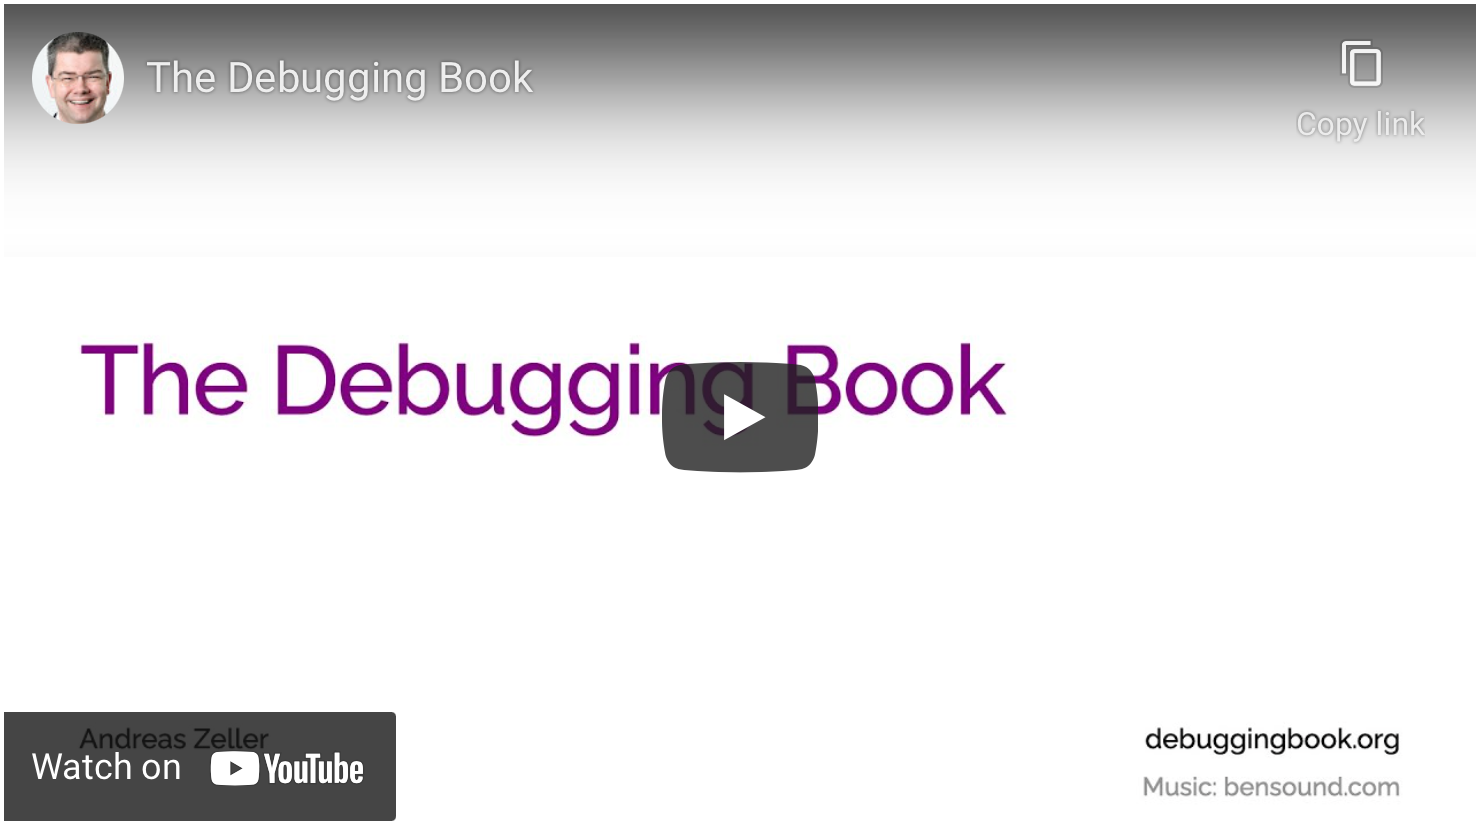 The Debugging Book
Copy link
The Debugging Book
Andreas Zeller
Watch on YouTube
debuggingbook.org
Music: bensound.com